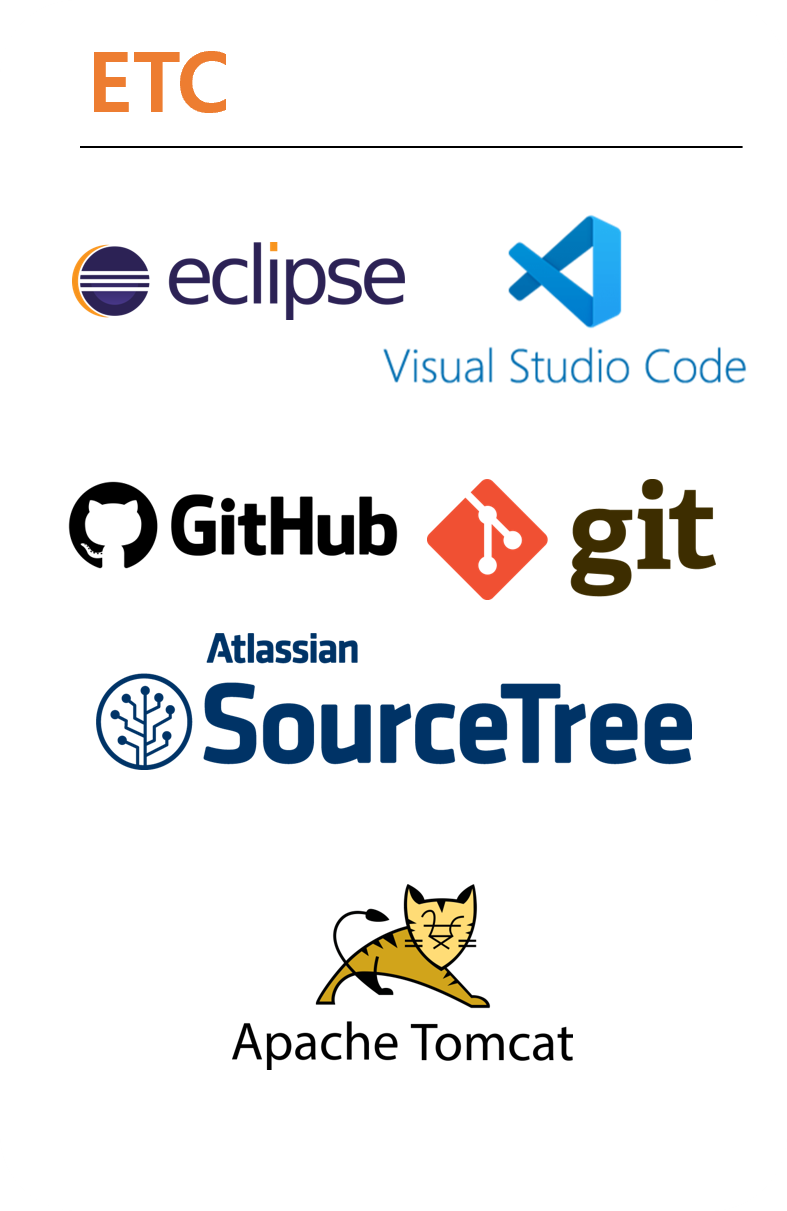 ETC
eclipse
Visual Studio Code
GitHub
git
Atlassian
SourceTree
Apache Tomcat